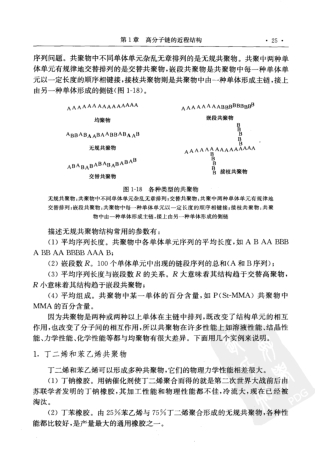 第1章 高分子链的近程结构 · 25 ·
序列问题。共聚物中不同单体单元杂乱无章排列的是无规共聚物。共聚中两种单
体单元有规律地交替排列的是交替共聚物,嵌段共聚物是共聚物中每一种单体单
元以一定长度的顺序相键接,接枝共聚物则是共聚物中由一种单体形成主链,接上
由另一种单体形成的侧链(图 1-18)。
均聚物
嵌段共聚物
无规共聚物
交替共聚物
接枝共聚物
图 1-18 各种类型的共聚物
无规共聚物:共聚物中不同单体单元杂乱无章排列;交替共聚物:共聚物中两种单体单元有规律地
交替排列;嵌段共聚物:共聚物中每一种单体单元以一定长度的顺序相键接;接枝共聚物:共聚
物中由一种单体形成主链,接上由另一种单体形成的侧链
描述无规共聚物结构常用的参数有:
(1) 平均序列长度。共聚物中各单体单元序列的平均长度,如 A B AA BBB
A BB AA BBBB AAA B;
(2) 嵌段数 R。100 个单体单元中出现的链段序列的总和(A 和 B 序列);
(3) 平均序列长度与嵌段数 R 的关系。R 大意味着其结构趋于交替高聚物,
R 小意味着其结构趋于嵌段共聚物;
(4) 平均组成。共聚物中某一单体的百分含量,如 P(St-MMA) 共聚物中
MMA 的百分含量。
因为共聚物是两种或两种以上单体在主链中排列,既改变了结构单元的相互
作用,也改变了分子间的相互作用,所以共聚物在许多性能上如溶液性能、结晶性
能、力学性能、化学性能等都与均聚物有很大差异。下面用几个实例来说明。
1. 丁二烯和苯乙烯共聚物
丁二烯和苯乙烯可以形成多种共聚物,它们的物理力学性能相差很大。
(1) 丁钠橡胶。用钠催化剂使丁二烯聚合而得的就是第二次世界大战前后由
苏联学者发明的丁钠橡胶,其加工和物理性能都不佳,冷流大,现在已经被
淘汰。
(2) 丁苯橡胶。由 25%苯乙烯与 75%丁二烯聚合形成的无规共聚物,各种性
能都比较好,是产量最大的通用橡胶之一。